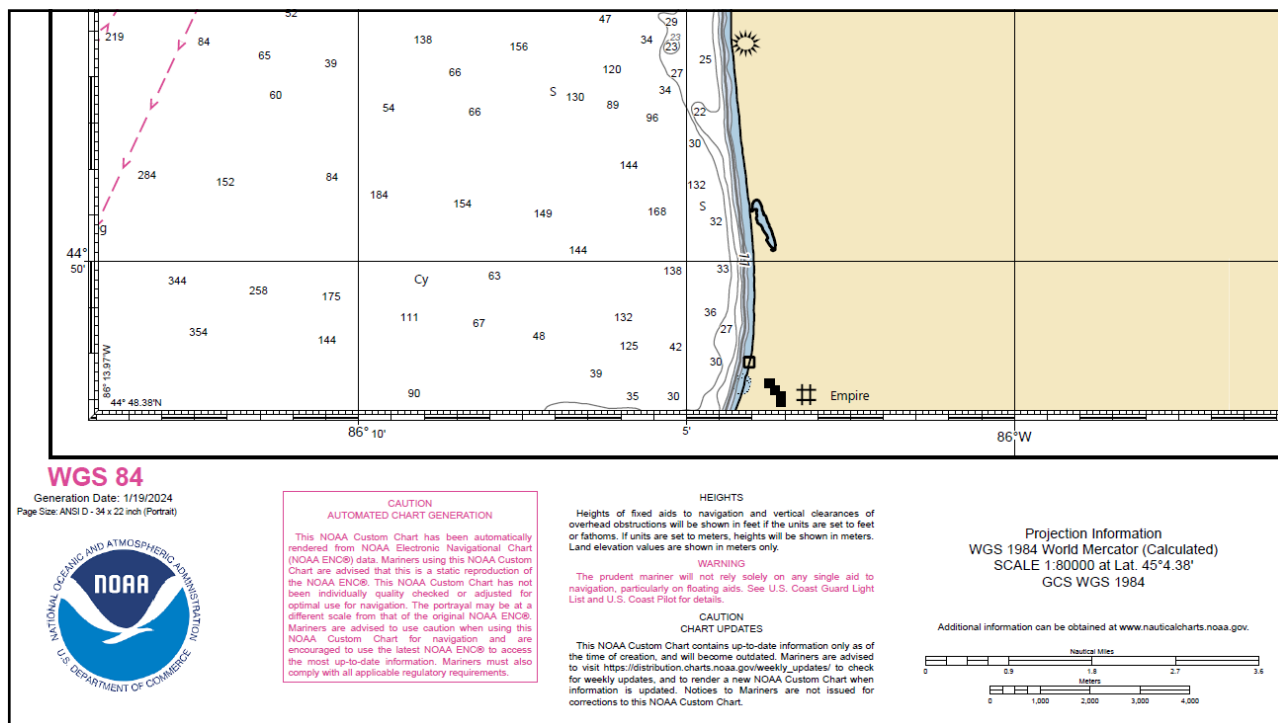 52
47
29
219
84
138
156
34
23
23
65
39
66
120
27
25
60
54
66
S
130
89
34
96
22
30
144
284
152
84
184
154
149
168
132
S
32
g
44°
50'
144
344
258
175
Cy
63
138
33
11
354
144
111
67
48
132
125
42
36
27
30
39
90
35
30
86° 13.97'W
44° 48.38'N
Empire
86° 10'
5'
86°W
WGS 84
Generation Date: 1/19/2024
Page Size: ANSI D - 34 x 22 inch (Portrait)
NATIONAL OCEANIC AND ATMOSPHERIC ADMINISTRATION
NOAA
U.S. DEPARTMENT OF COMMERCE
CAUTION
AUTOMATED CHART GENERATION
This NOAA Custom Chart has been automatically
rendered from NOAA Electronic Navigational Chart
(NOAA ENC®) data. Mariners using this NOAA Custom
Chart are advised that this is a static reproduction of
the NOAA ENC®. This NOAA Custom Chart has not
been individually quality checked or adjusted for
optimal use for navigation. The portrayal may be at a
different scale from that of the original NOAA ENC®.
Mariners are advised to use caution when using this
NOAA Custom Chart for navigation and are
encouraged to use the latest NOAA ENC® to access
the most up-to-date information. Mariners must also
comply with all applicable regulatory requirements.
HEIGHTS
Heights of fixed aids to navigation and vertical clearances of
overhead obstructions will be shown in feet if the units are set to feet
or fathoms. If units are set to meters, heights will be shown in meters.
Land elevation values are shown in meters only.
WARNING
The prudent mariner will not rely solely on any single aid to
navigation, particularly on floating aids. See U.S. Coast Guard Light
List and U.S. Coast Pilot for details.
CAUTION
CHART UPDATES
This NOAA Custom Chart contains up-to-date information only as of
the time of creation, and will become outdated. Mariners are advised
to visit https://distribution.charts.noaa.gov/weekly_updates/ to check
for weekly updates, and to render a new NOAA Custom Chart when
information is updated. Notices to Mariners are not issued for
corrections to this NOAA Custom Chart.
Projection Information
WGS 1984 World Mercator (Calculated)
SCALE 1:80000 at Lat. 45°4.38'
GCS WGS 1984
Additional information can be obtained at www.nauticalcharts.noaa.gov.
Nautical Miles
0 0.9 1.8 2.7 3.6
Meters
0 1,000 2,000 3,000 4,000